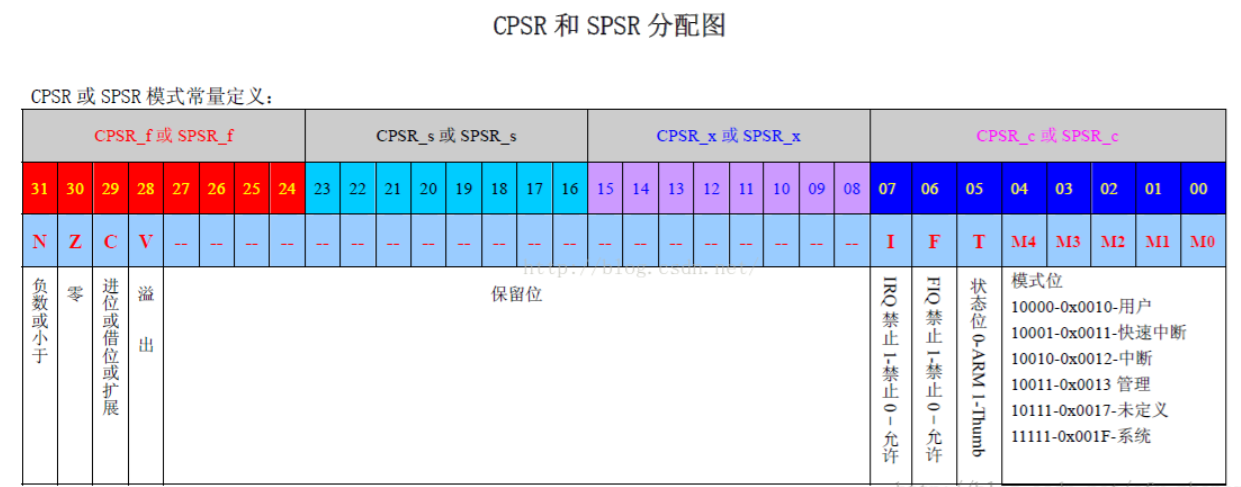 CPSR 和 SPSR 分配图
CPSR 或 SPSR 模式常量定义：
CPSR_f 或 SPSR_f CPSR_s 或 SPSR_s CPSR_x 或 SPSR_x CPSR_c 或 SPSR_c
31 30 29 28 27 26 25 24 23 22 21 20 19 18 17 16 15 14 13 12 11 10 09 08 07 06 05 04 03 02 01 00
N Z C V -- -- -- -- -- -- -- -- -- -- -- -- -- -- -- -- -- -- -- -- I F T M4 M3 M2 M1 M0
负数或小于
零
进位或借位或扩展
溢出
保留位
http://blog.csdn.net/
IRQ 禁止 1-禁止 0-允许
FIQ 禁止 1-禁止 0-允许
状态位 0-ARM 1-Thumb
模式位
10000-0x0010-用户
10001-0x0011-快速中断
10010-0x0012-中断
10011-0x0013 管理
10111-0x0017-未定义
11111-0x001F-系统